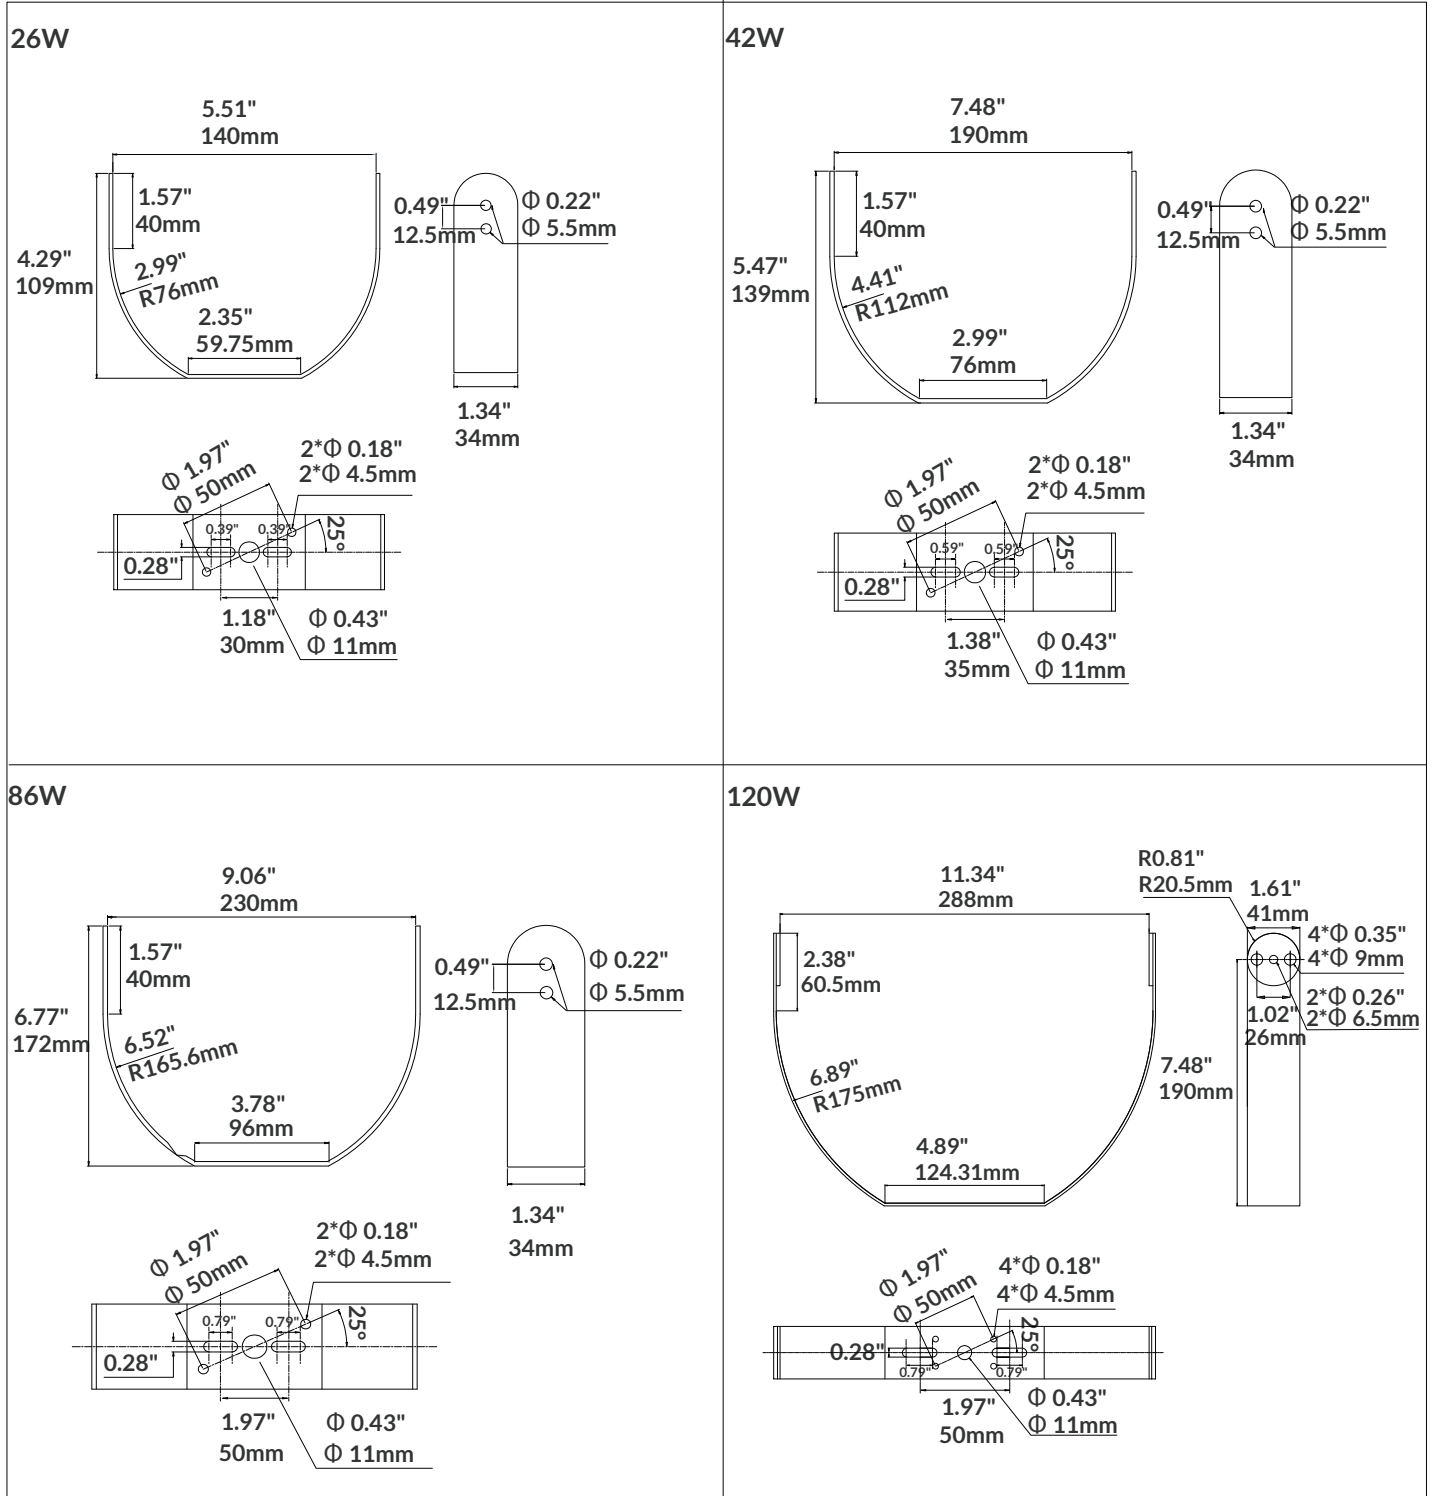 26W
5.51"
140mm
1.57"
40mm
4.29"
109mm
2.99"
R76mm
2.35"
59.75mm
0.49"
12.5mm
Φ 0.22"
Φ 5.5mm
1.34"
34mm
Φ 1.97"
Φ 50mm
2*Φ 0.18"
2*Φ 4.5mm
0.39"
0.39"
25°
0.28"
1.18"
30mm
Φ 0.43"
Φ 11mm
42W
7.48"
190mm
1.57"
40mm
5.47"
139mm
4.41"
R112mm
2.99"
76mm
0.49"
12.5mm
Φ 0.22"
Φ 5.5mm
1.34"
34mm
Φ 1.97"
Φ 50mm
2*Φ 0.18"
2*Φ 4.5mm
0.59"
0.59"
25°
0.28"
1.38"
35mm
Φ 0.43"
Φ 11mm
86W
9.06"
230mm
1.57"
40mm
6.77"
172mm
6.52"
R165.6mm
3.78"
96mm
0.49"
12.5mm
Φ 0.22"
Φ 5.5mm
1.34"
34mm
Φ 1.97"
Φ 50mm
2*Φ 0.18"
2*Φ 4.5mm
0.79"
0.79"
25°
0.28"
1.97"
50mm
Φ 0.43"
Φ 11mm
120W
11.34"
288mm
2.38"
60.5mm
6.89"
R175mm
4.89"
124.31mm
R0.81"
R20.5mm
1.61"
41mm
4*Φ 0.35"
4*Φ 9mm
2*Φ 0.26"
2*Φ 6.5mm
1.02"
26mm
7.48"
190mm
Φ 1.97"
Φ 50mm
4*Φ 0.18"
4*Φ 4.5mm
25°
0.28"
0.79"
0.79"
1.97"
50mm
Φ 0.43"
Φ 11mm